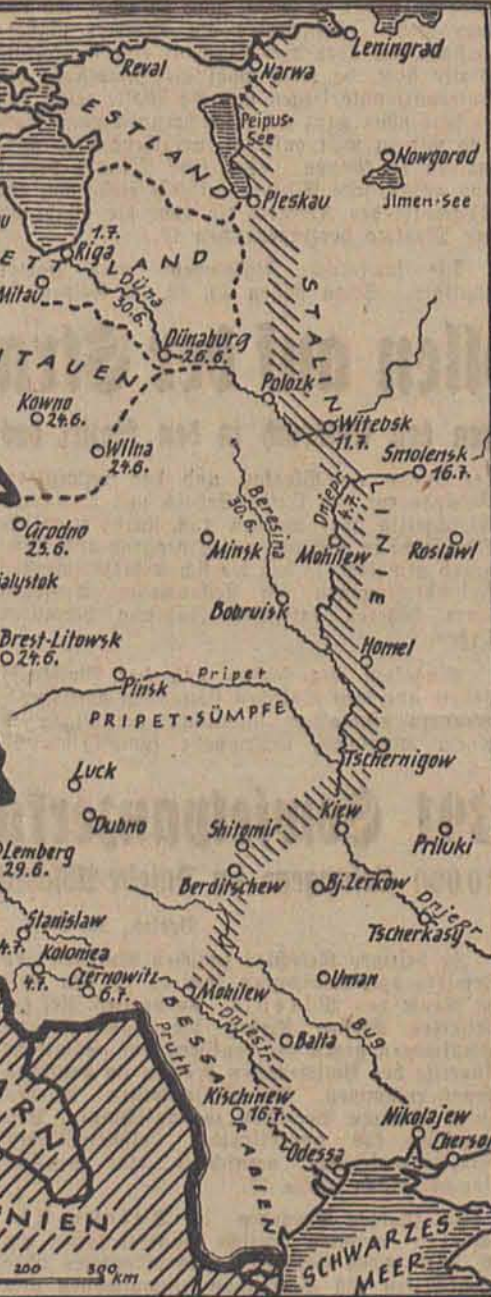 Leningrad
Reval
Narwa
ESTLAND
Peipus-
See
Nowgorod
Jlmen-See
Pleskau
1.7.
Riga
LAND
Mitau
Düna
30.6.
STALIN
Dünaburg
26.6.
TAUEN
Polozk
Kowno
24.6.
Witebsk
11.7.
Wilna
24.6.
Smolensk
16.7.
Dniepr
4.7.
LINIE
Beresina
30.6.
Grodno
25.6.
Minsk
Mohilew
Roslawl
ialystok
Bobruisk
Brest-Litowsk
24.6.
Homel
Pripet
Pinsk
PRIPET-SÜMPFE
Tschernigow
Luck
Dubno
Kiew
Shitomir
Priluki
Lemberg
29.6.
Berditschew
Bj.Zerkow
Dnjepr
Tscherkasy
Stanislaw
4.7.
Kolomea
4.7.
Czernowitz
6.7.
Uman
Mohilew
BESSARABIEN
Dnjestr
Pruth
Bug
Balta
Kischinew
16.7.
Nikolajew
Cherson
Odessa
NIEN
SCHWARZES
MEER
200 300 km